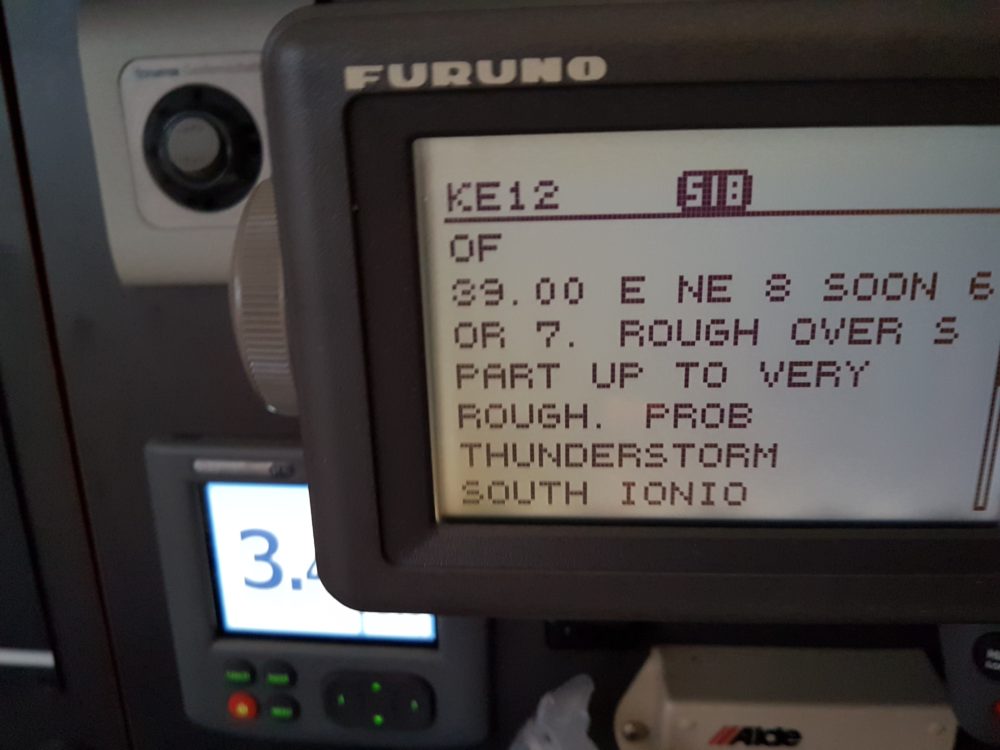 FURUNO
KE12 518
OF
39.00 E NE 8 SOON 6
OR 7. ROUGH OVER S
PART UP TO VERY
ROUGH. PROB
THUNDERSTORM
SOUTH IONIO
3.4
Alde